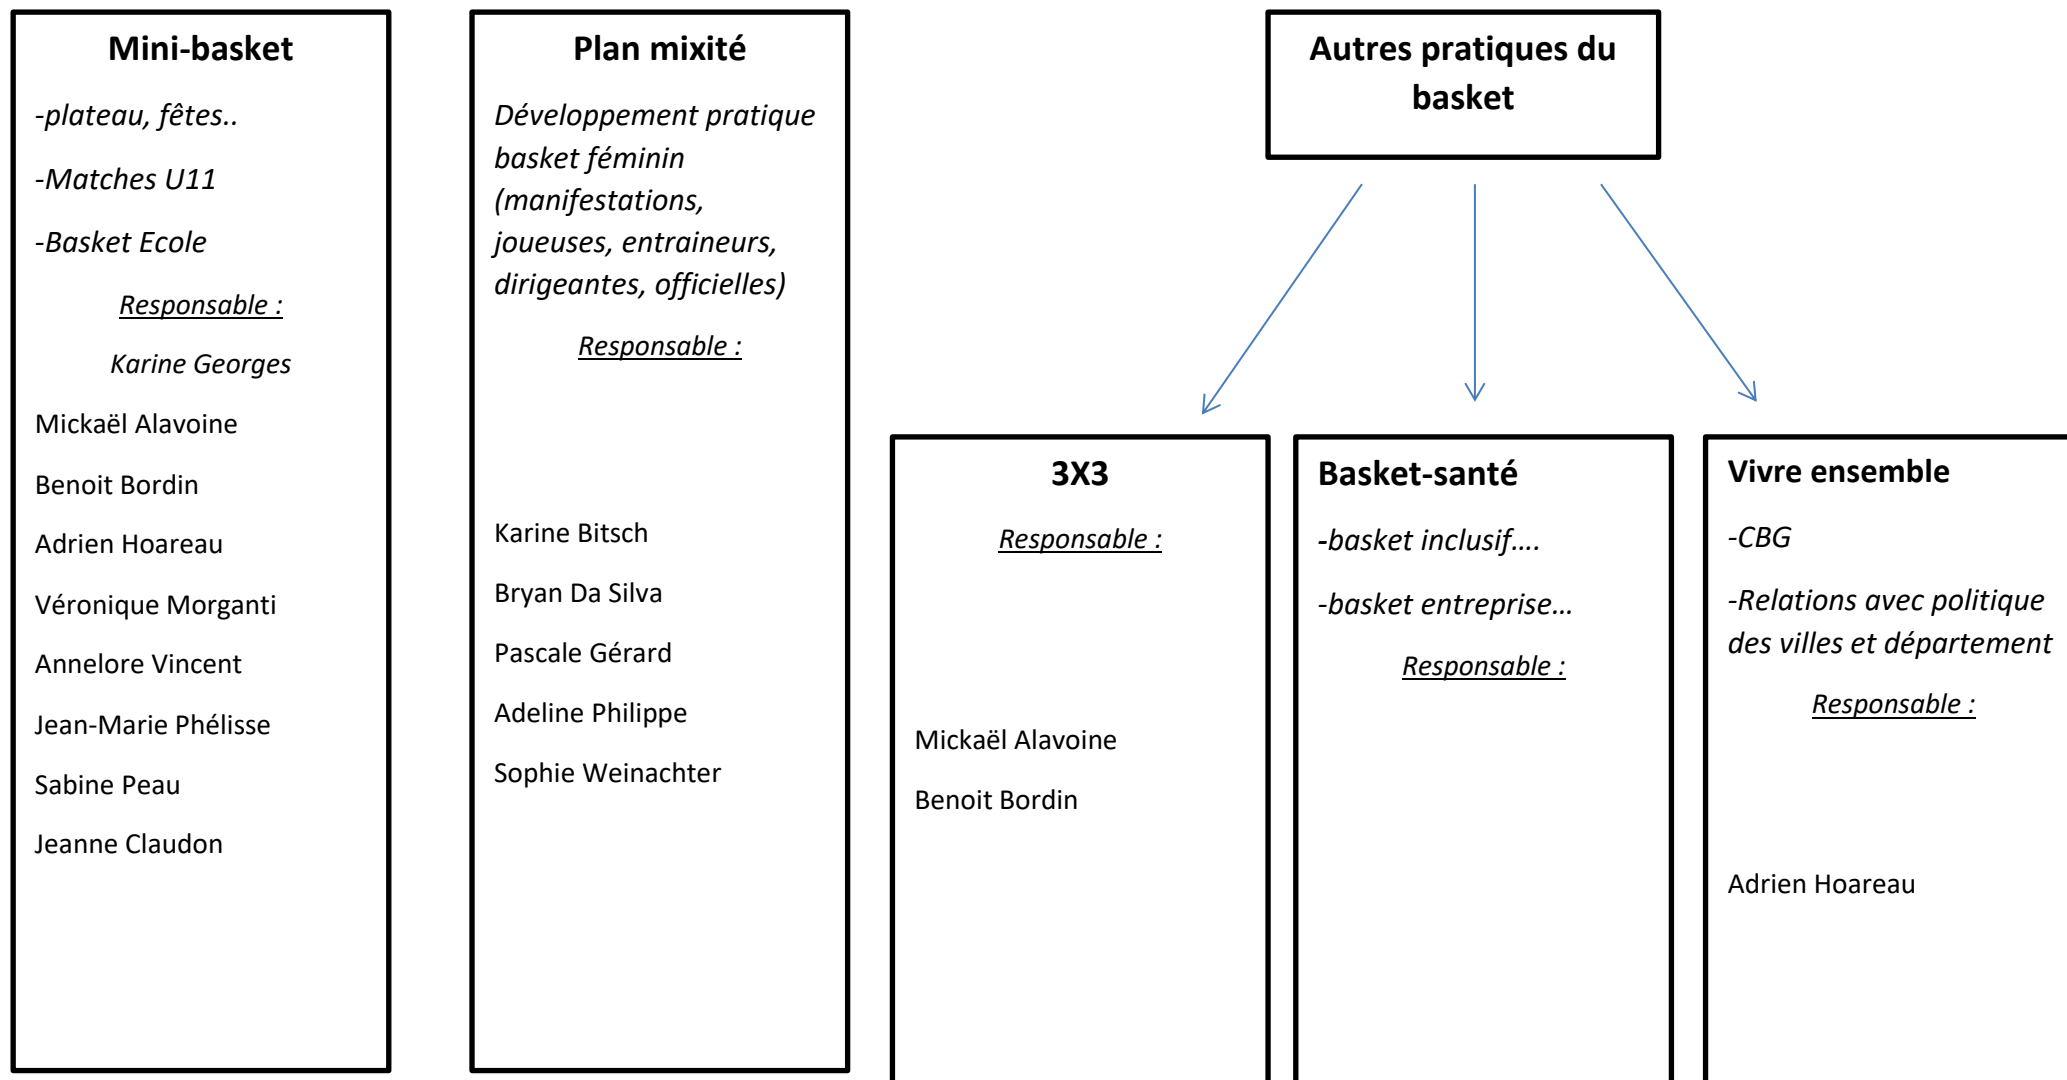 Mini-basket
-plateau, fêtes..
-Matches U11
-Basket Ecole
Responsable :
Karine Georges
Mickaël Alavoine
Benoit Bordin
Adrien Hoareau
Véronique Morganti
Annelore Vincent
Jean-Marie Phélisse
Sabine Peau
Jeanne Claudon
Plan mixité
Développement pratique
basket féminin
(manifestations,
joueuses, entraineurs,
dirigeantes, officielles)
Responsable :
Karine Bitsch
Bryan Da Silva
Pascale Gérard
Adeline Philippe
Sophie Weinachter
Autres pratiques du
basket
3X3
Responsable :
Mickaël Alavoine
Benoit Bordin
Basket-santé
-basket inclusif....
-basket entreprise…
Responsable :
Vivre ensemble
-CBG
-Relations avec politique
des villes et département
Responsable :
Adrien Hoareau